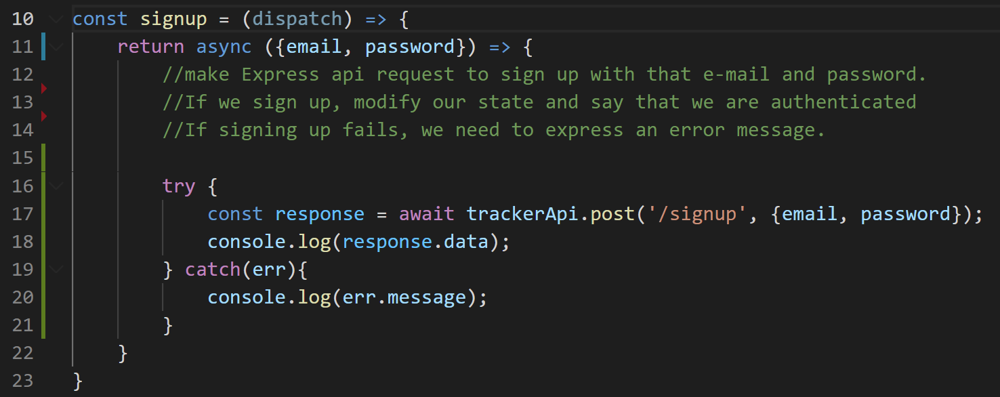 10 const signup = (dispatch) => {
11     return async ({email, password}) => {
12         //make Express api request to sign up with that e-mail and password.
13         //If we sign up, modify our state and say that we are authenticated
14         //If signing up fails, we need to express an error message.
15
16         try {
17             const response = await trackerApi.post('/signup', {email, password});
18             console.log(response.data);
19         } catch(err){
20             console.log(err.message);
21         }
22     }
23 }